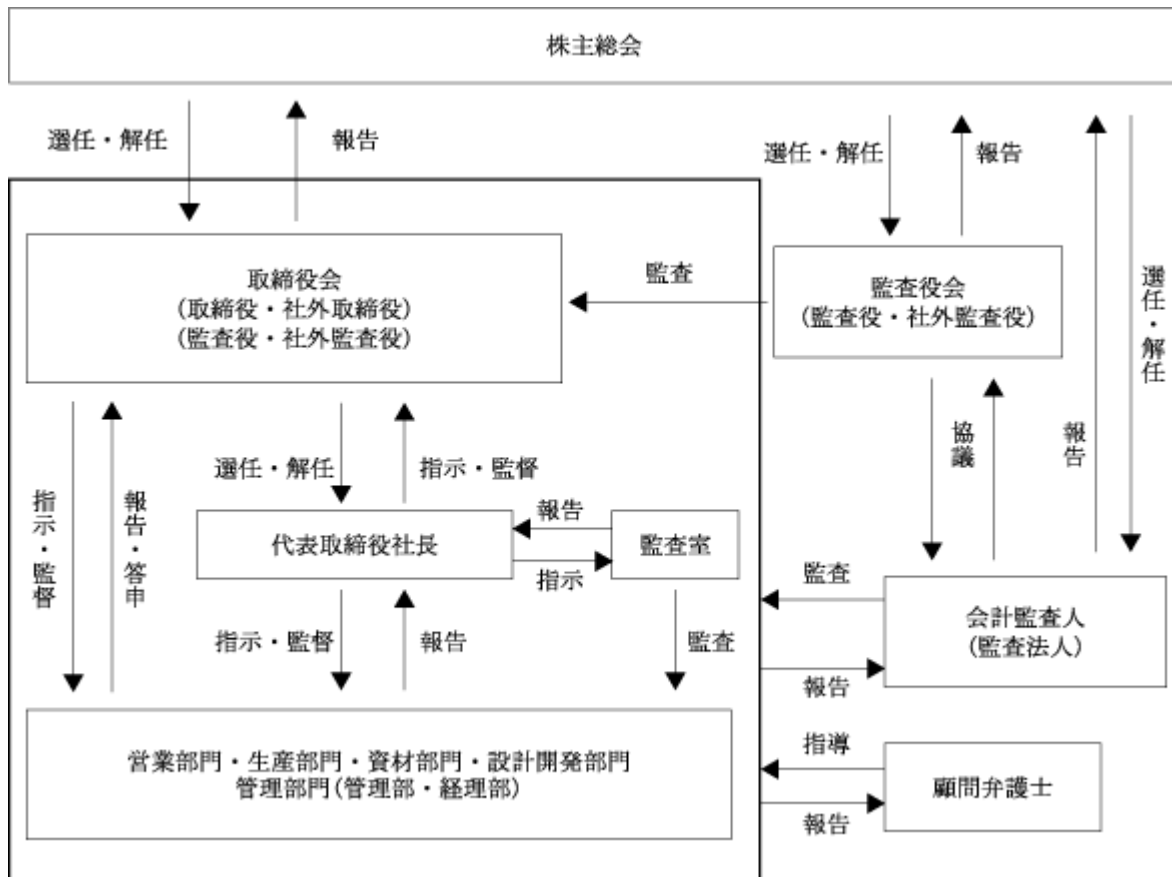 株主総会
選任・解任
報告
選任・解任
報告
取締役会
(取締役・社外取締役)
(監査役・社外監査役)
監査
監査役会
(監査役・社外監査役)
選任・解任
選任・解任
指示・監督
協議
報告
指示・監督
報告・答申
代表取締役社長
報告
指示
監査室
監査
会計監査人
(監査法人)
指示・監督
報告
監査
報告
営業部門・生産部門・資材部門・設計開発部門
管理部門(管理部・経理部)
指導
顧問弁護士
報告